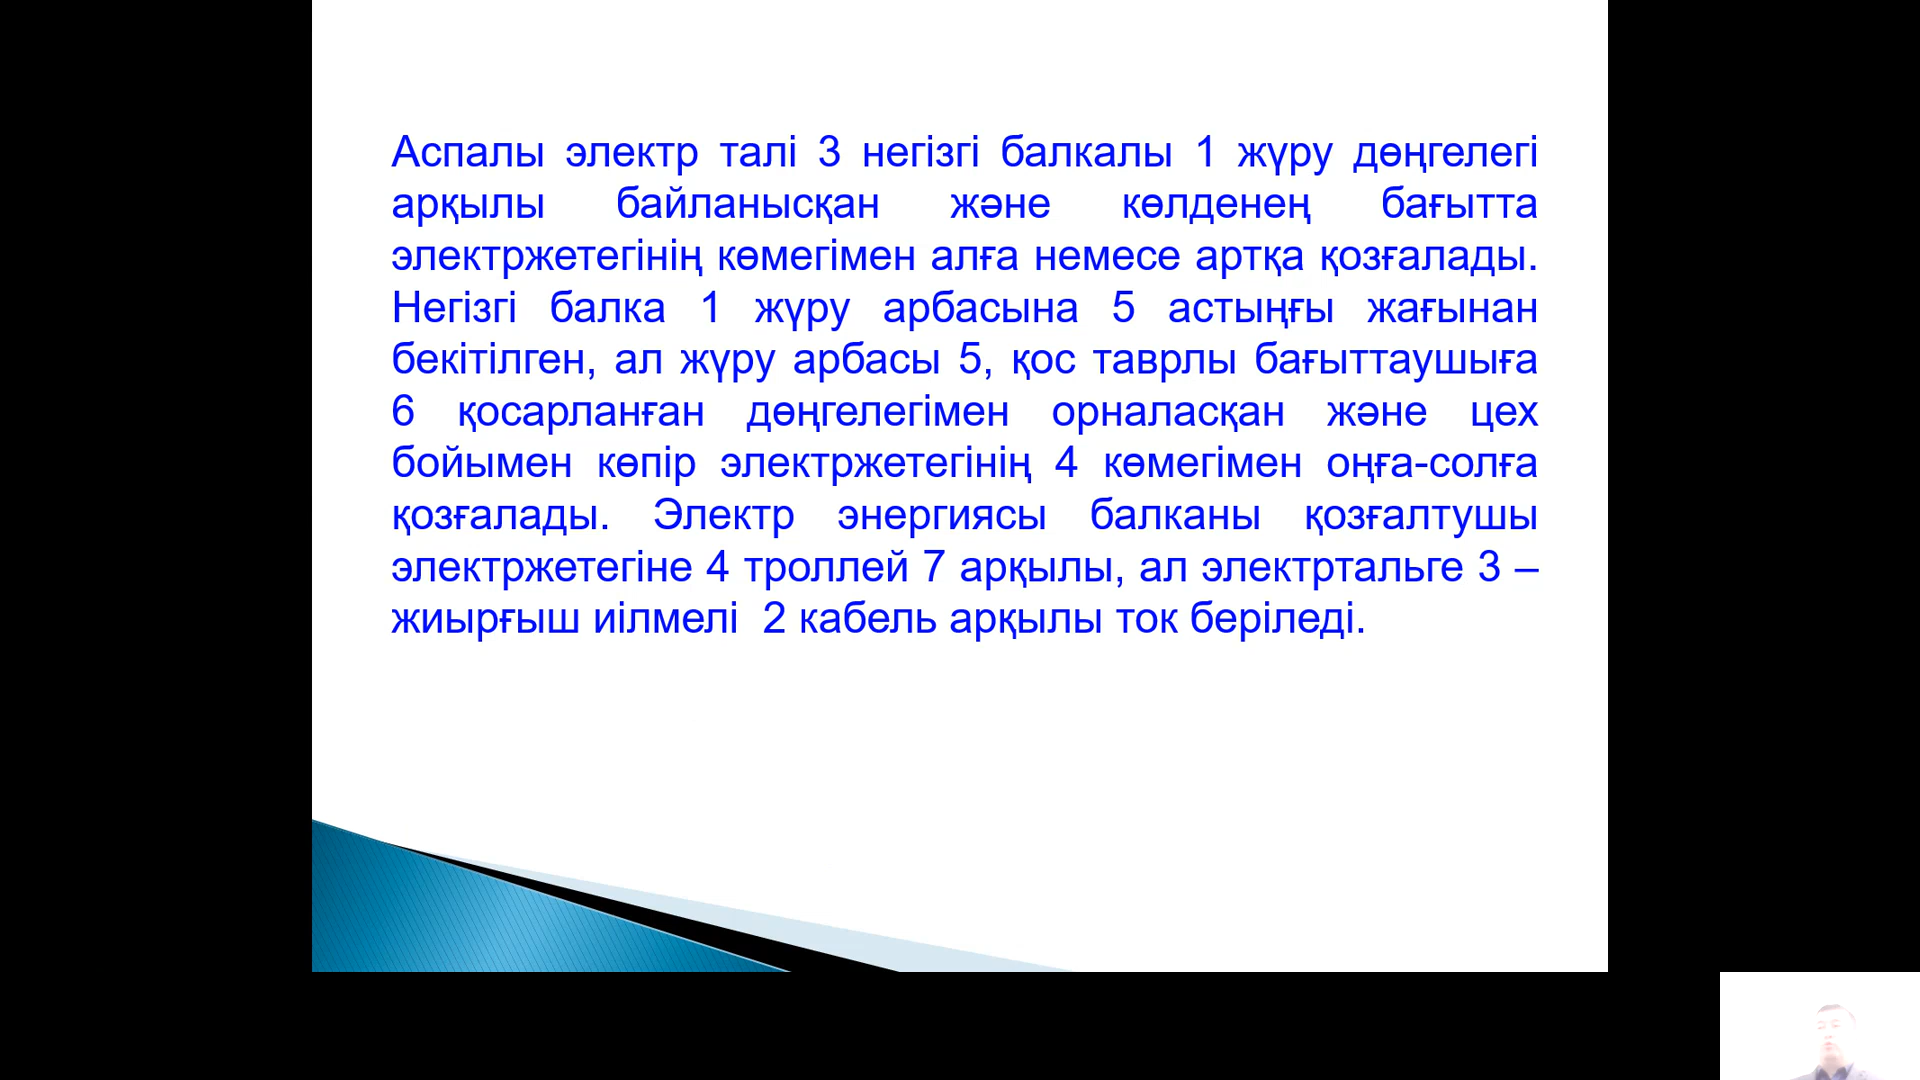 Аспалы электр талі 3 негізгі балкалы 1 жүру дөңгелегі
арқылы байланысқан және көлденең бағытта
электржетегінің көмегімен алға немесе артқа қозғалады.
Негізгі балка 1 жүру арбасына 5 астыңғы жағынан
бекітілген, ал жүру арбасы 5, қос таврлы бағыттаушыға
6 қосарланған дөңгелегімен орналасқан және цех
бойымен көпір электржетегінің 4 көмегімен оңға-солға
қозғалады. Электр энергиясы балканы қозғалтушы
электржетегіне 4 троллей 7 арқылы, ал электртальге 3 –
жиырғыш иілмелі  2 кабель арқылы ток беріледі.